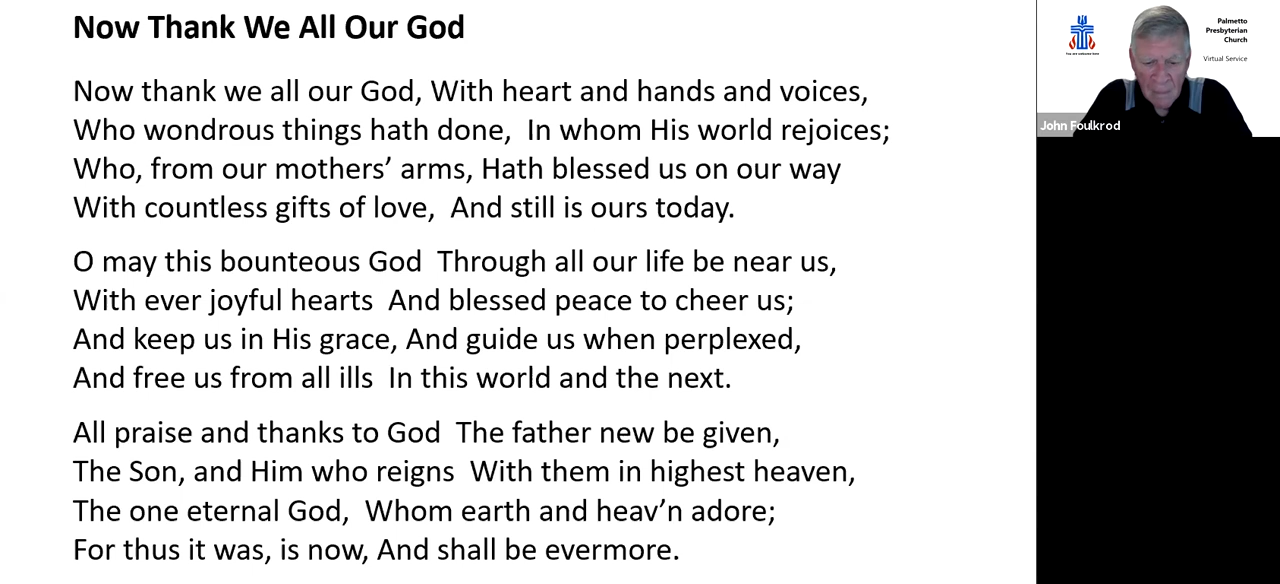 Now Thank We All Our God
Now thank we all our God, With heart and hands and voices,
Who wondrous things hath done, In whom His world rejoices;
Who, from our mothers’ arms, Hath blessed us on our way
With countless gifts of love, And still is ours today.
O may this bounteous God Through all our life be near us,
With ever joyful hearts And blessed peace to cheer us;
And keep us in His grace, And guide us when perplexed,
And free us from all ills In this world and the next.
All praise and thanks to God The father new be given,
The Son, and Him who reigns With them in highest heaven,
The one eternal God, Whom earth and heav’n adore;
For thus it was, is now, And shall be evermore.
Palmetto
Presbyterian
Church
Virtual Service
John Foulkrod